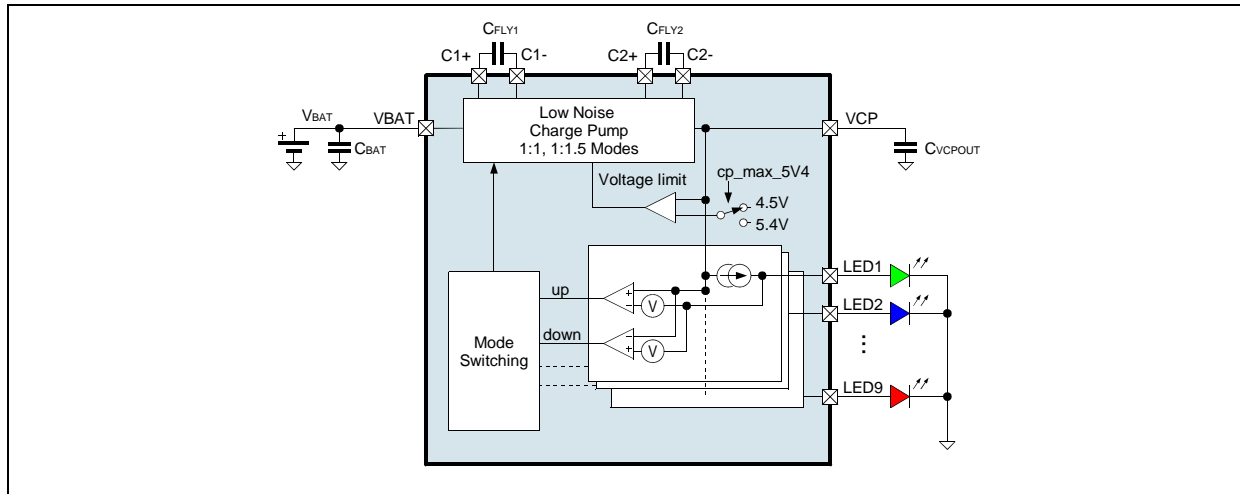 CFLY1
CFLY2
C1+ C1- C2+ C2-
VBAT
VBAT
CBAT
+
Low Noise
Charge Pump
1:1, 1:1.5 Modes
VCP
CVCPOUT
Voltage limit
cp_max_5V4
4.5V
5.4V
Mode
Switching
up
down
+
-
V
-
+
V
LED1
LED2
⋮
LED9